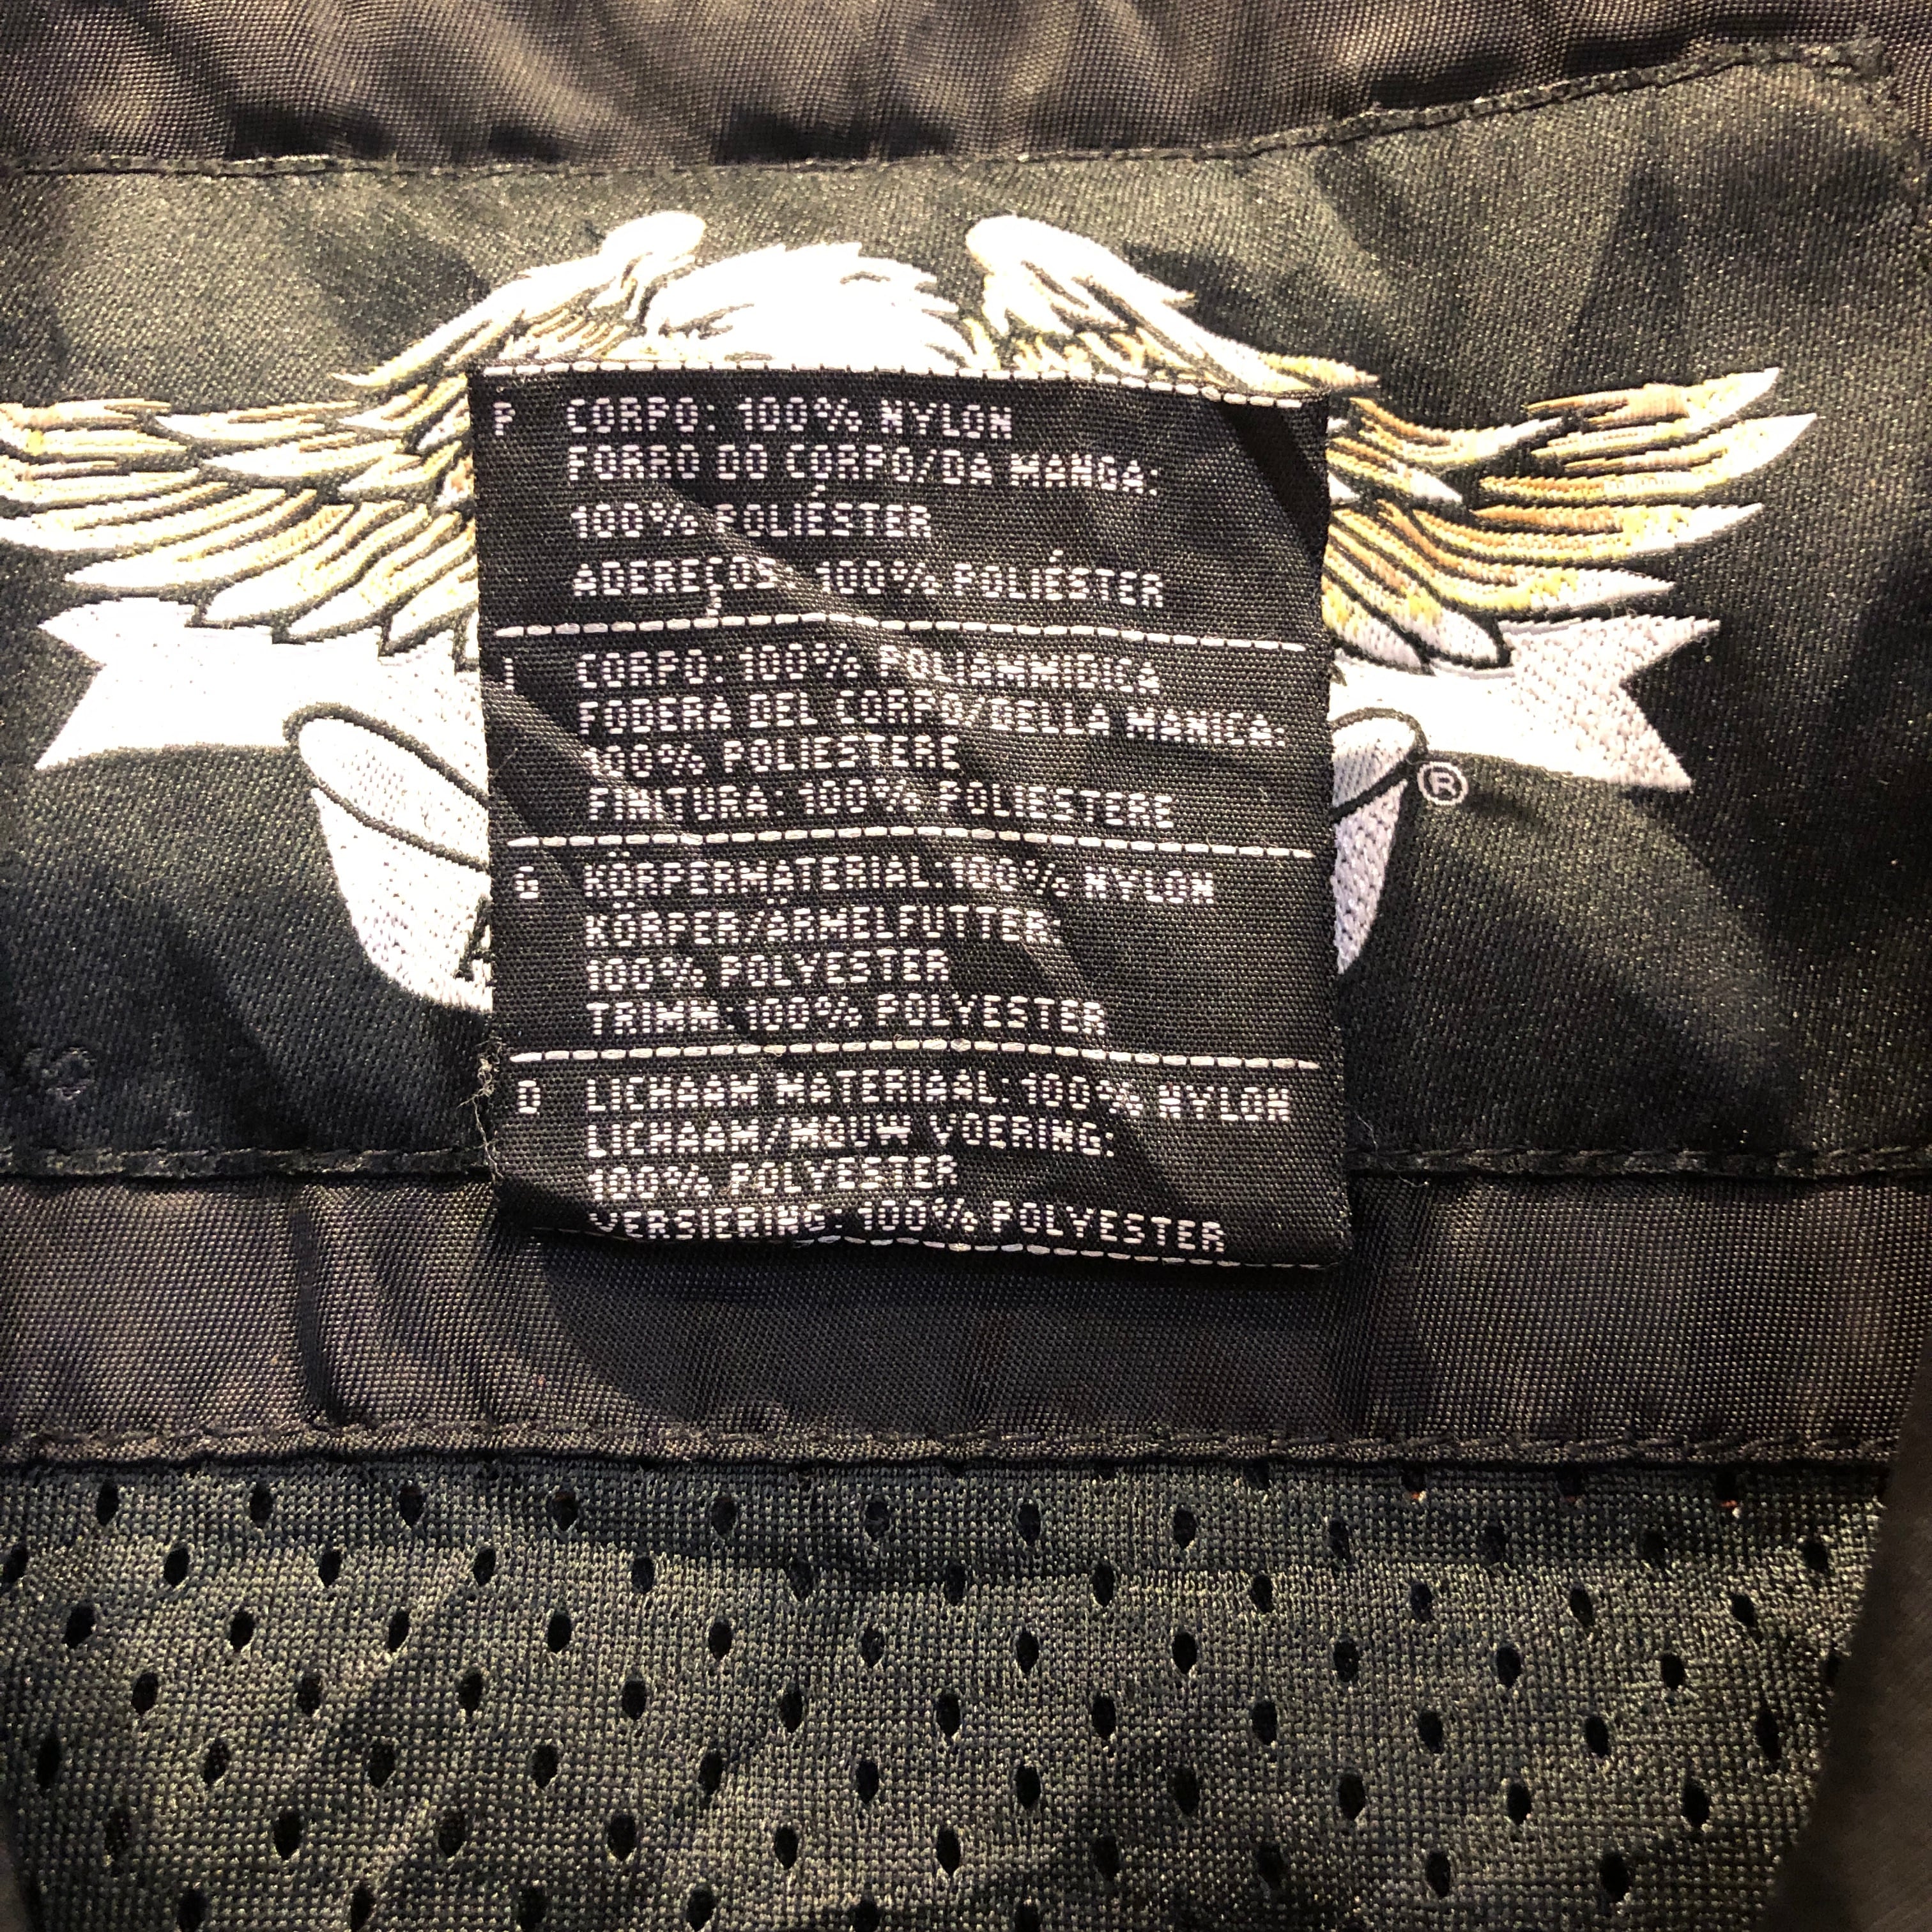 P CORPO: 100% NYLON
FORRO DO CORPO/DA MANGA:
100% POLIÉSTER
ADEREÇOS: 100% POLIÉSTER
I CORPO: 100% POLIAMMIDICA
FODERA DEL CORPO/DELLA MANICA:
100% POLIESTERE
FINITURA: 100% POLIESTERE
®
G KÖRPERMATERIAL:100% NYLON
KÖRPER/ÄRMELFUTTER:
100% POLYESTER
TRIMM:100% POLYESTER
D LICHAAM MATERIAAL:100% NYLON
LICHAAM/MOUW VOERING:
100% POLYESTER
VERSIERING:100% POLYESTER